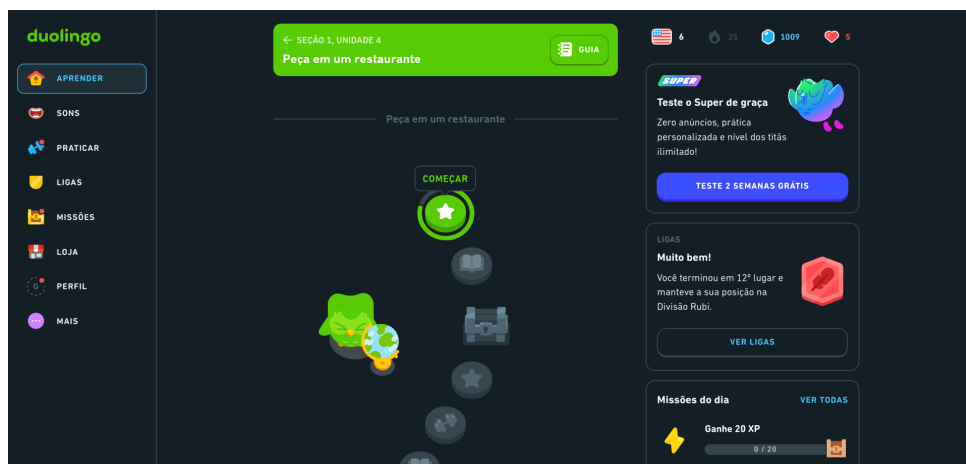 duolingo
APRENDER
SONS
PRATICAR
LIGAS
MISSÕES
LOJA
G
PERFIL
MAIS
← SEÇÃO 1, UNIDADE 4
Peça em um restaurante
GUIA
Peça em um restaurante
COMEÇAR
6
35
1009
5
SUPER
Teste o Super de graça
Zero anúncios, prática
personalizada e nível dos titãs
ilimitado!
TESTE 2 SEMANAS GRÁTIS
LIGAS
Muito bem!
Você terminou em 12º lugar e
manteve a sua posição na
Divisão Rubi.
VER LIGAS
Missões do dia
VER TODAS
Ganhe 20 XP
0 / 20